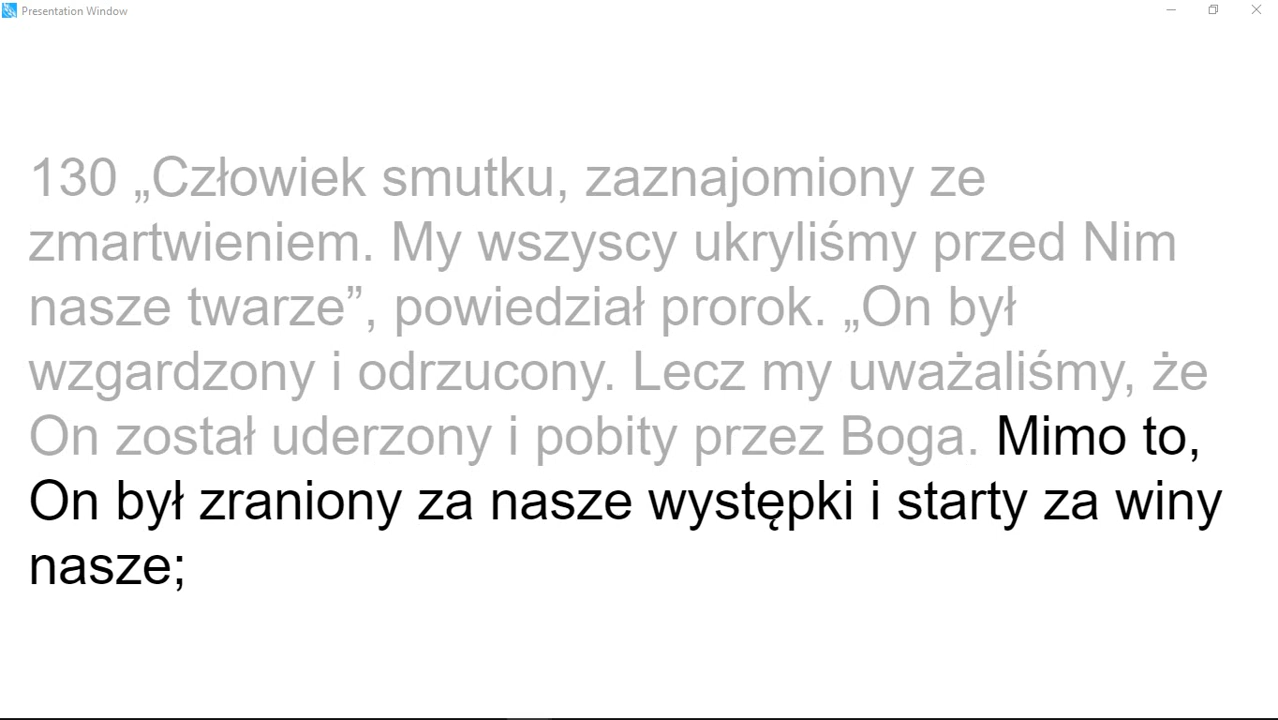 Presentation Window
130 „Człowiek smutku, zaznajomiony ze
zmartwieniem. My wszyscy ukryliśmy przed Nim
nasze twarze”, powiedział prorok. „On był
wzgardzony i odrzucony. Lecz my uważaliśmy, że
On został uderzony i pobity przez Boga. Mimo to,
On był zraniony za nasze występki i starty za winy
nasze;